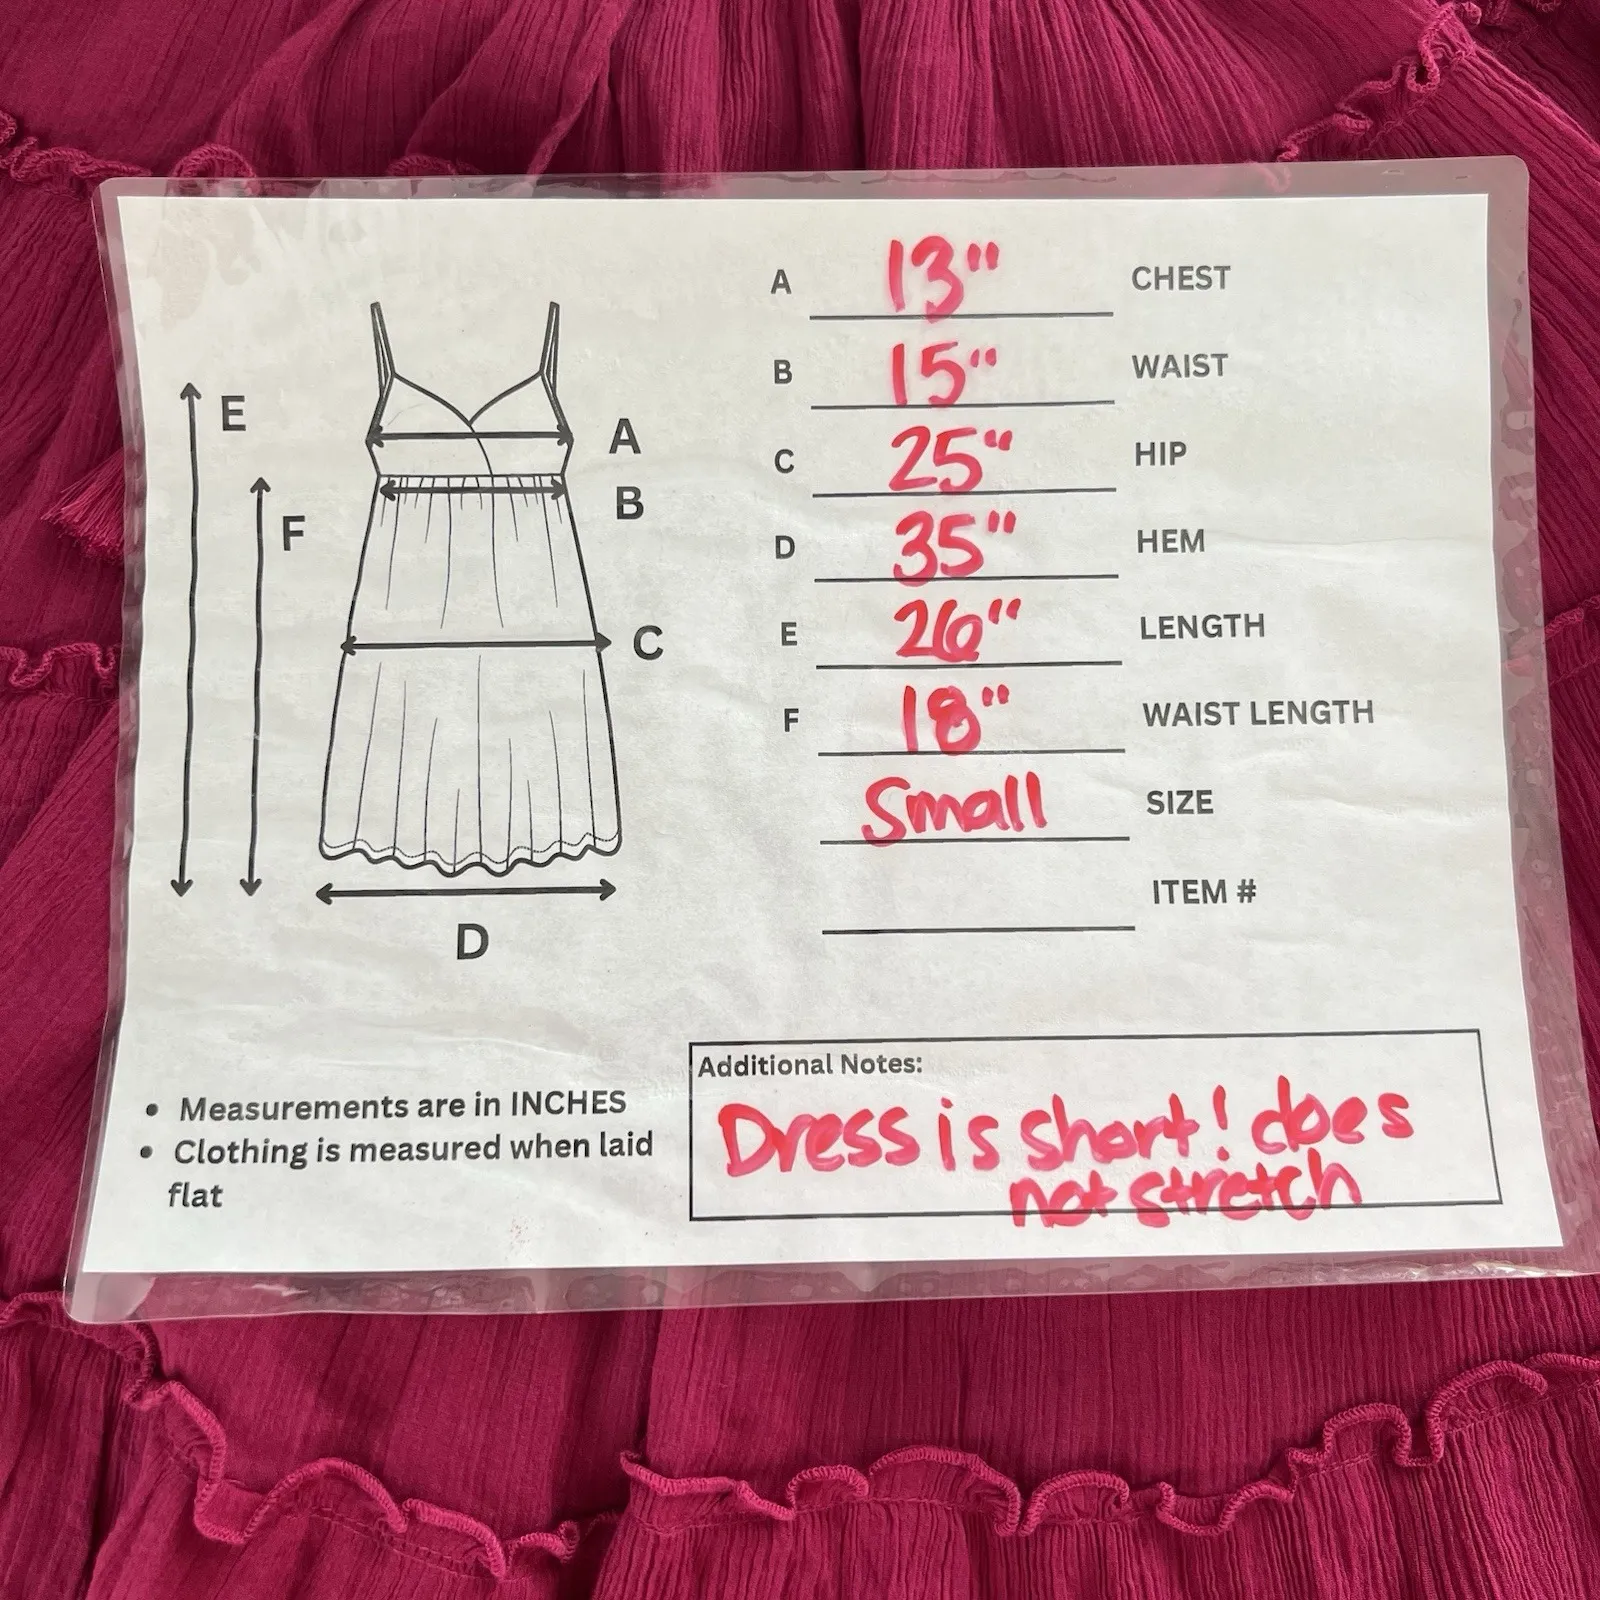 A 13" CHEST
B 15" WAIST
C 25" HIP
D 35" HEM
E 26" LENGTH
F 18" WAIST LENGTH
Small SIZE
ITEM #
E
A
B
F
C
D
• Measurements are in INCHES
• Clothing is measured when laid
flat
Additional Notes:
Dress is short! does
not stretch